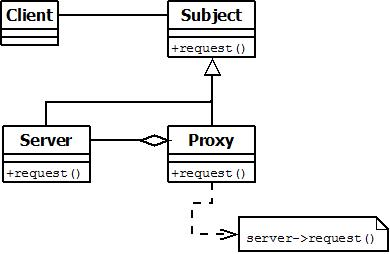 Client
Subject
+request()
Server
+request()
Proxy
+request()
server->request()